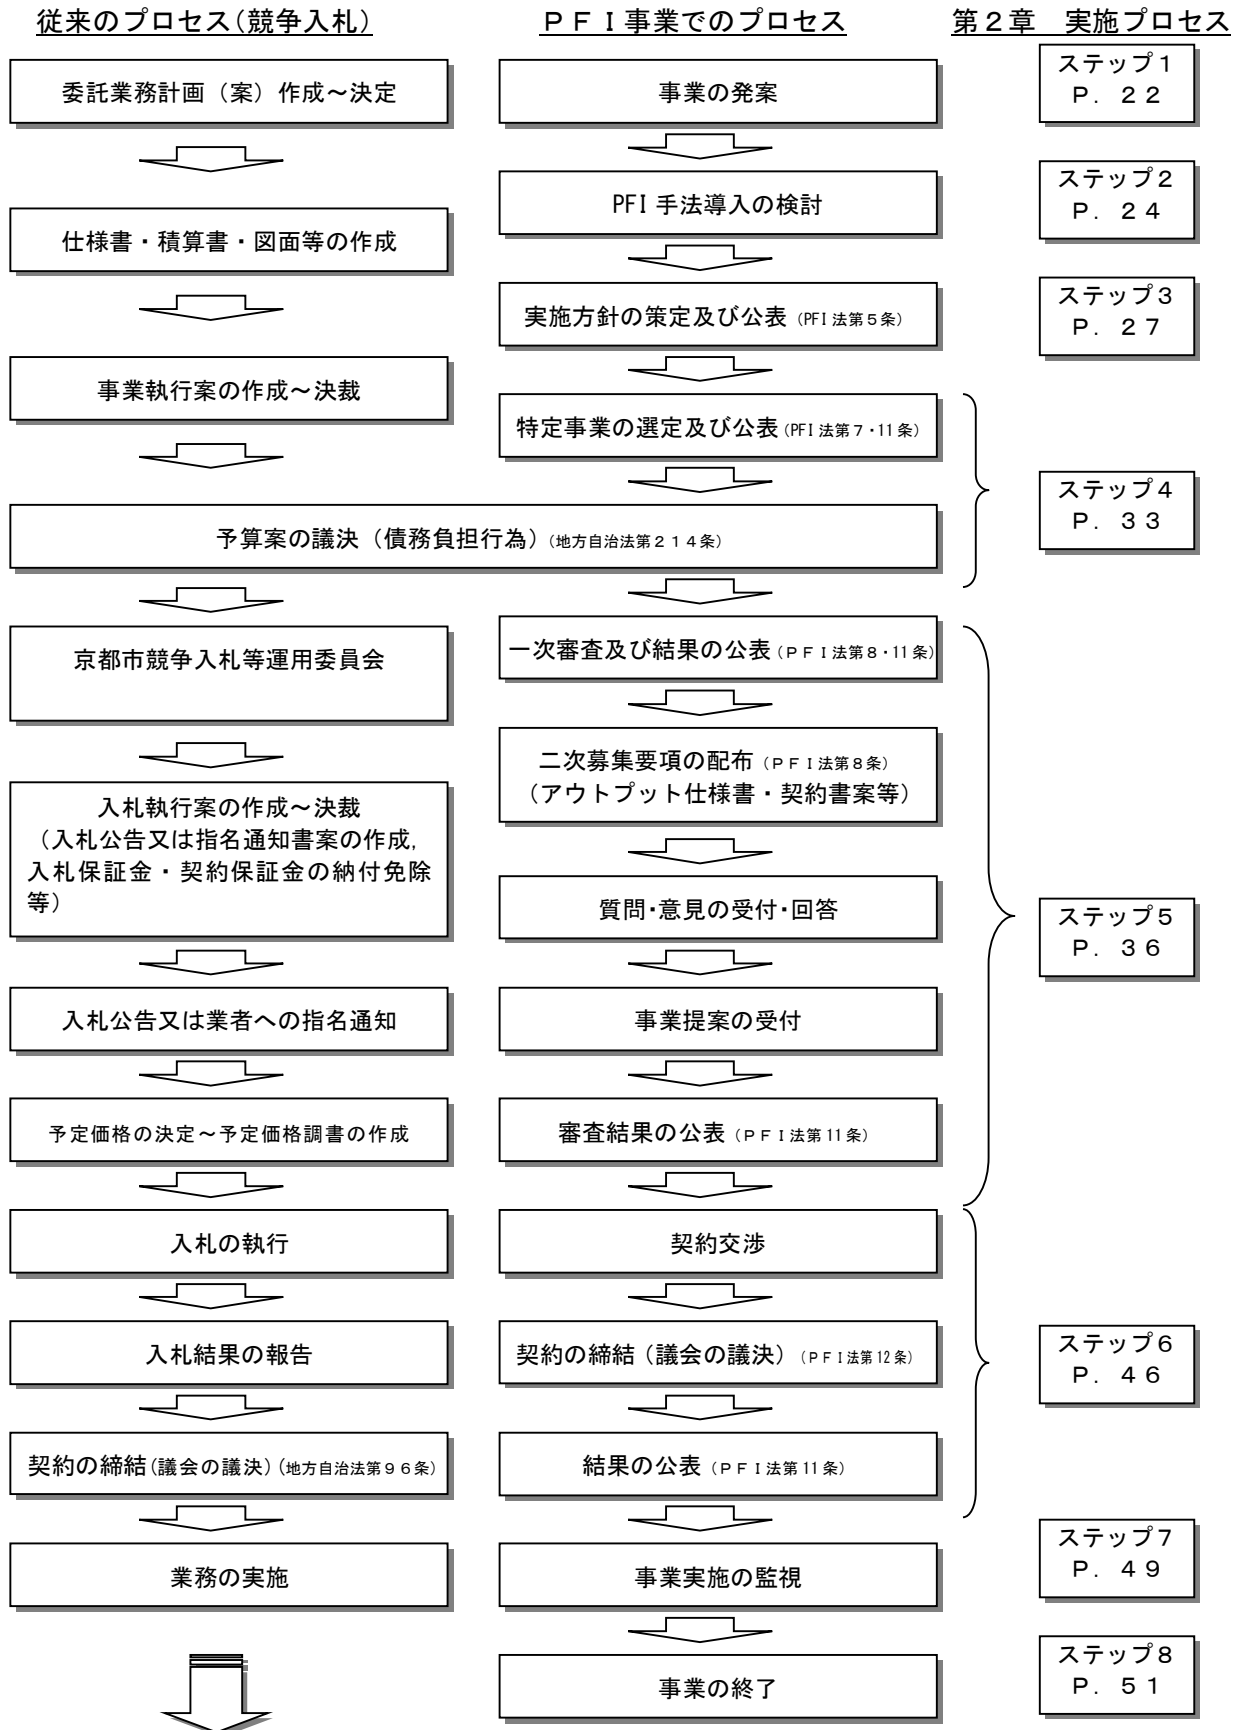 従来のプロセス(競争入札)
ＰＦＩ事業でのプロセス
第２章　実施プロセス
委託業務計画（案）作成～決定
事業の発案
ステップ１
Ｐ．２２
PFI 手法導入の検討
ステップ２
Ｐ．２４
仕様書・積算書・図面等の作成
実施方針の策定及び公表（PFI 法第５条）
ステップ３
Ｐ．２７
事業執行案の作成～決裁
特定事業の選定及び公表（PFI 法第７・11 条）
ステップ４
Ｐ．３３
予算案の議決（債務負担行為）（地方自治法第２１４条）
京都市競争入札等運用委員会
一次審査及び結果の公表（ＰＦＩ法第８・11 条）
二次募集要項の配布（ＰＦＩ法第８条）
（アウトプット仕様書・契約書案等）
入札執行案の作成～決裁
（入札公告又は指名通知書案の作成,
入札保証金・契約保証金の納付免除
等）
質問・意見の受付・回答
ステップ５
Ｐ．３６
入札公告又は業者への指名通知
事業提案の受付
予定価格の決定～予定価格調書の作成
審査結果の公表（ＰＦＩ法第 11 条）
入札の執行
契約交渉
入札結果の報告
契約の締結（議会の議決）（ＰＦＩ法第 12 条）
ステップ６
Ｐ．４６
契約の締結(議会の議決)(地方自治法第９６条)
結果の公表（ＰＦＩ法第 11 条）
業務の実施
事業実施の監視
ステップ７
Ｐ．４９
事業の終了
ステップ８
Ｐ．５１